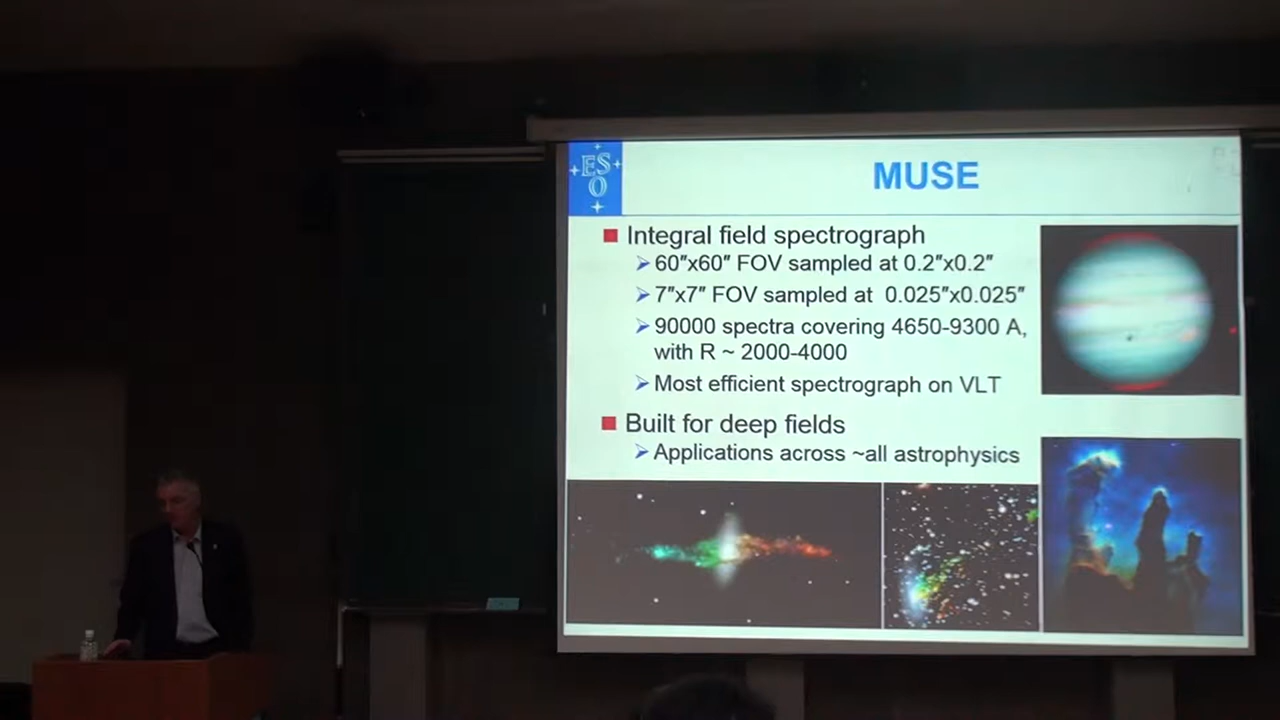 ES
O
MUSE
Integral field spectrograph
60″x60″ FOV sampled at 0.2″x0.2″
7″x7″ FOV sampled at 0.025″x0.025″
90000 spectra covering 4650-9300 A,
with R ~ 2000-4000
Most efficient spectrograph on VLT
Built for deep fields
Applications across ~all astrophysics